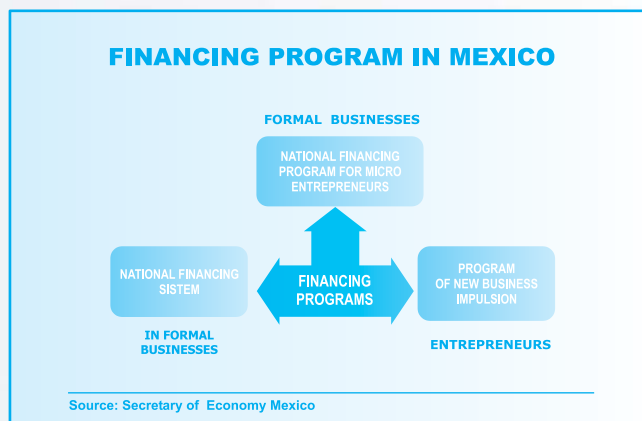 FINANCING PROGRAM IN MEXICO
FORMAL BUSINESSES
NATIONAL FINANCING
PROGRAM FOR MICRO
ENTREPRENEURS
NATIONAL FINANCING
SISTEM
FINANCING
PROGRAMS
PROGRAM
OF NEW BUSINESS
IMPULSION
IN FORMAL
BUSINESSES
ENTREPRENEURS
Source: Secretary of Economy Mexico